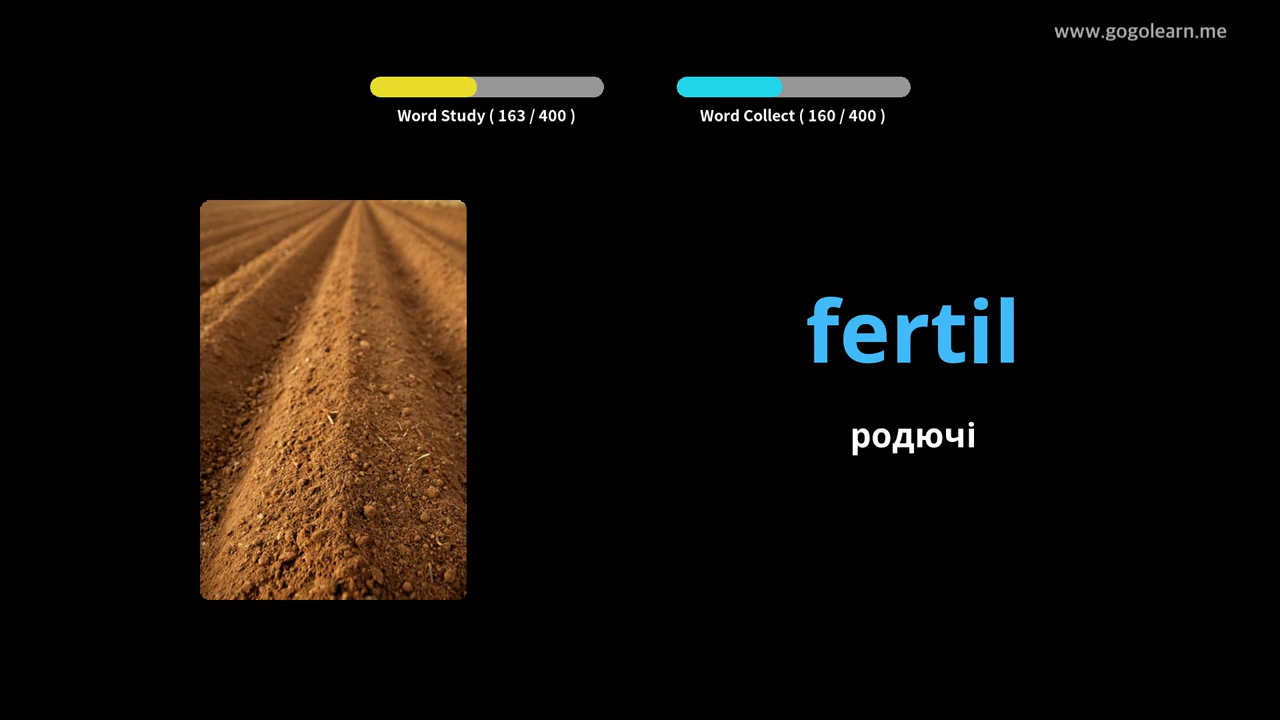 www.gogolearn.me
Word Study ( 163 / 400 )
Word Collect ( 160 / 400 )
fertil
родючі